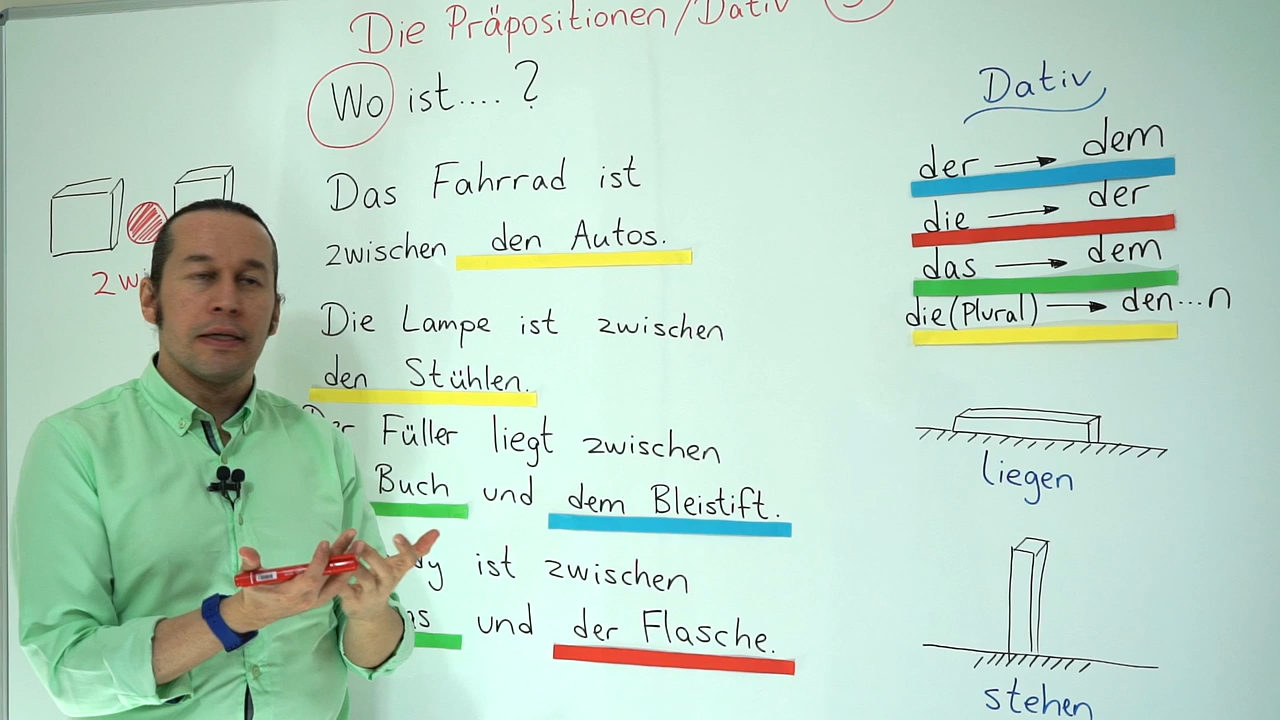 Die Präpositionen/Dativ
Wo ist.... ?
Das Fahrrad ist
zwischen den Autos.
Die Lampe ist zwischen
den Stühlen.
Der Füller liegt zwischen
Buch und dem Bleistift.
ist zwischen
und der Flasche.
Dativ
der → dem
die → der
das → dem
die (Plural) → den...n
liegen
stehen